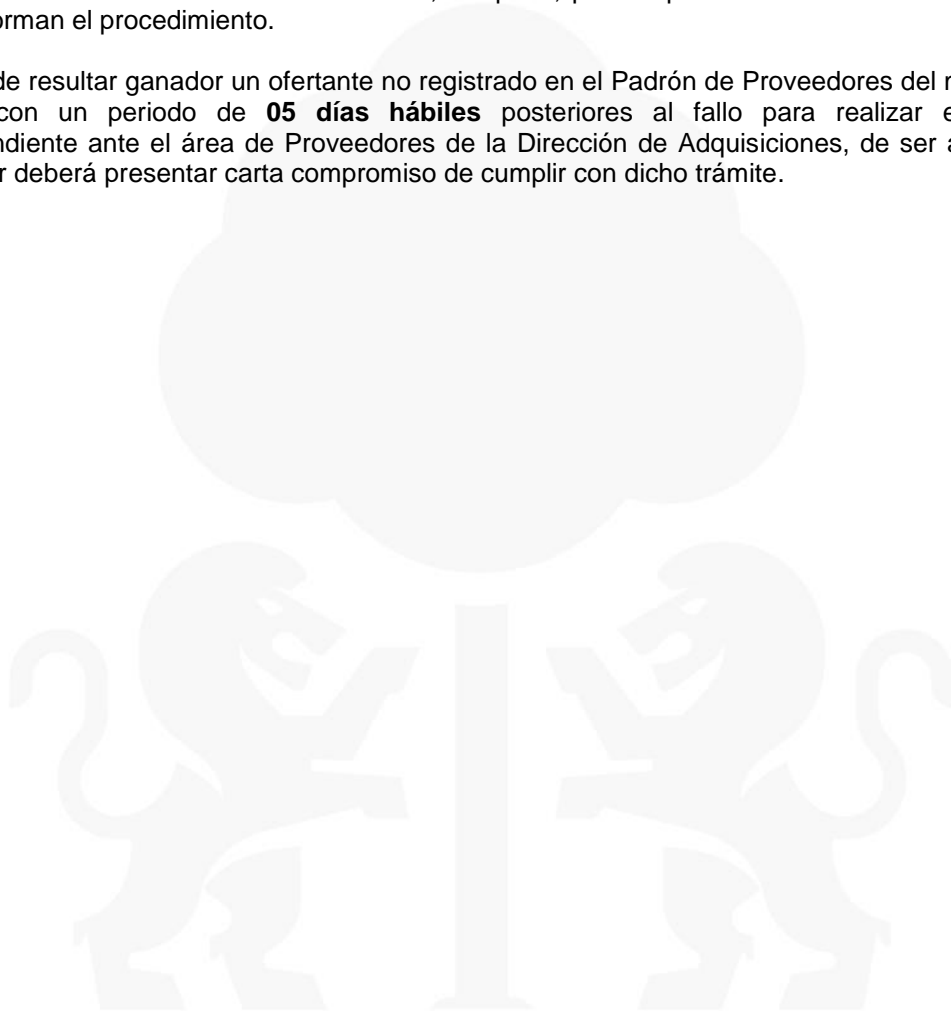 orman el procedimiento.
de resultar ganador un ofertante no registrado en el Padrón de Proveedores del
con un periodo de 05 días hábiles posteriores al fallo para realizar
ndiente ante el área de Proveedores de la Dirección de Adquisiciones, de ser
r deberá presentar carta compromiso de cumplir con dicho trámite.